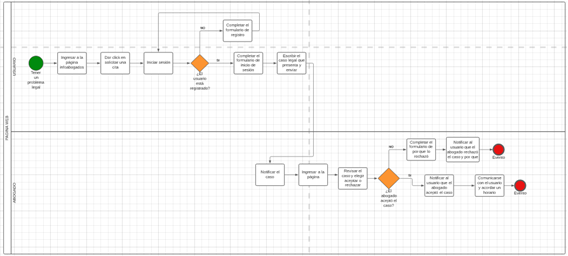 PAGINA WEB
USUARIO
ABOGADO
Tener
un
problema
legal
Ingresar a la
página
Dar click en
solicitar una
cita
Iniciar sesión
¿El
usuario
está
registrado?
NO
Completar el
formulario de
registro
SI
Completar el
formulario de
inicio de
sesión
Escribir el
caso legal que
presenta y
enviar
Notificar el
caso
Ingresar a la
página
Revisar el
caso y elegir
aceptar o
rechazar
¿El
abogado
aceptó el
caso?
NO
Completar el
formulario de
por que lo
rechazó
Notificar al
usuario que el
abogado rechazó
el caso y por que
Evento
SI
Notificar al
usuario que el
abogado
aceptó el caso
Comunicarse
con el usuario
y acordar un
horario
Evento